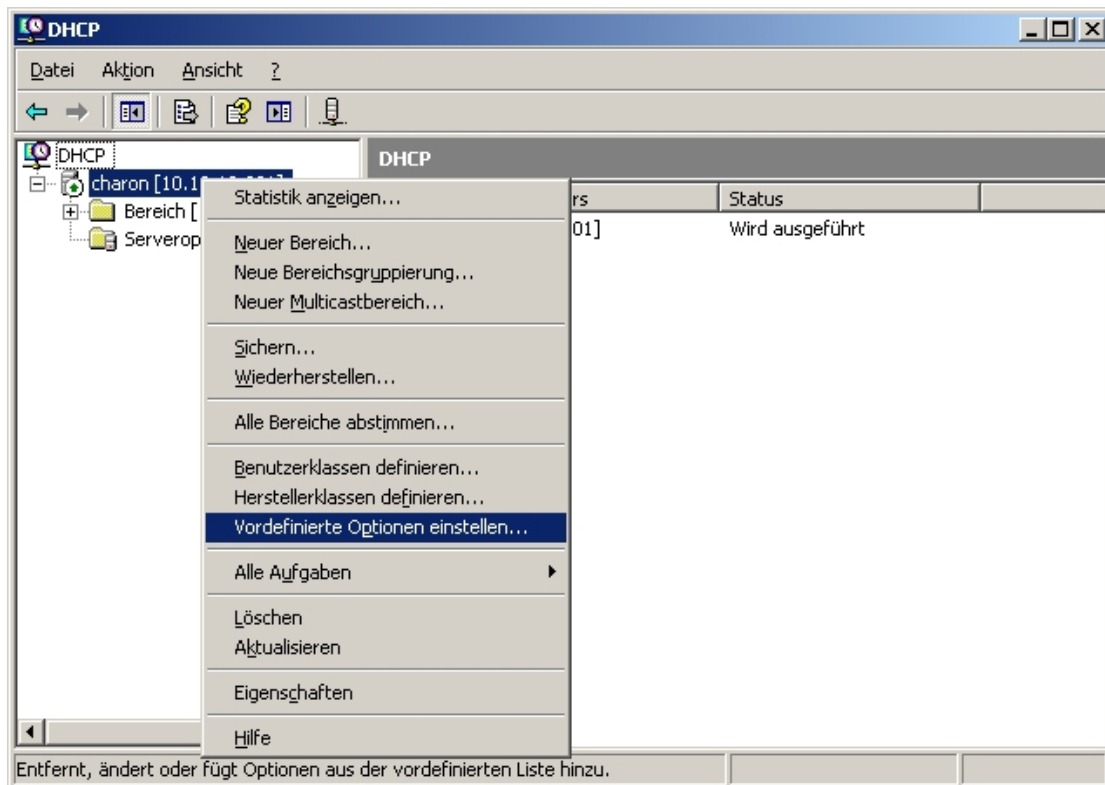 DHCP
Datei Aktion Ansicht ?
DHCP
DHCP
charon [10.1
Bereich [
Serverop
rs
Status
01]
Wird ausgeführt
Statistik anzeigen...
Neuer Bereich...
Neue Bereichsgruppierung...
Neuer Multicastbereich...
Sichern...
Wiederherstellen...
Alle Bereiche abstimmen...
Benutzerklassen definieren...
Herstellerklassen definieren...
Vordefinierte Optionen einstellen...
Alle Aufgaben
Löschen
Aktualisieren
Eigenschaften
Hilfe
Entfernt, ändert oder fügt Optionen aus der vordefinierten Liste hinzu.